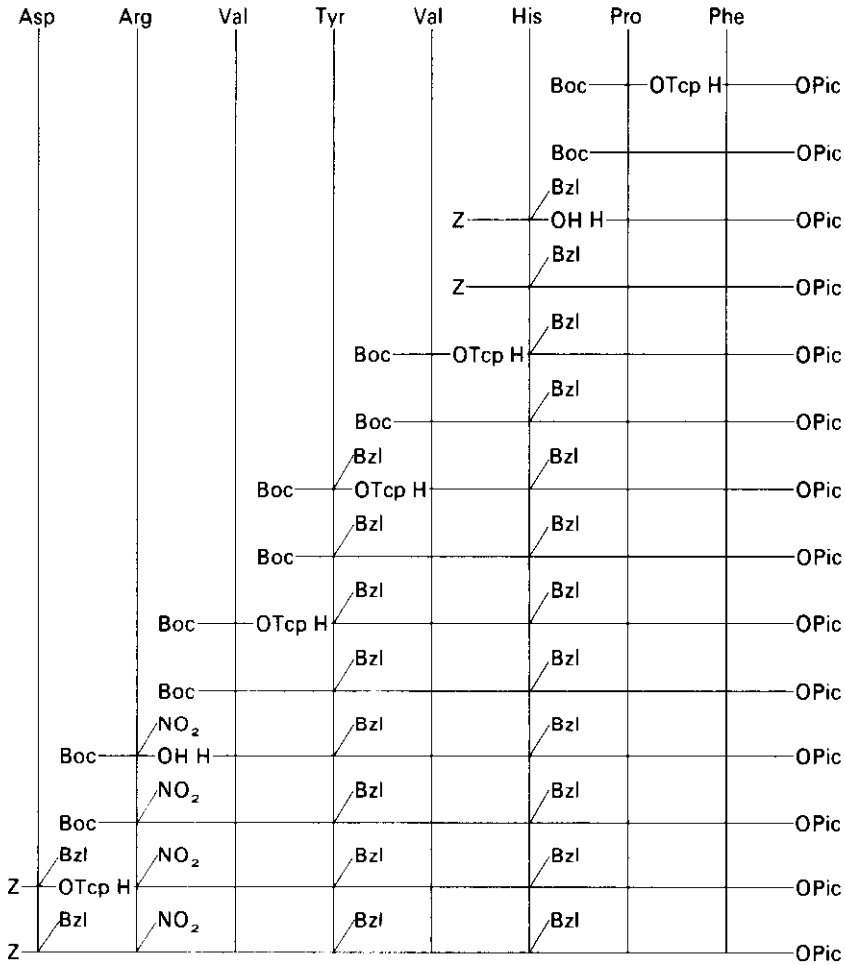 Asp Arg Val Tyr Val His Pro Phe
Boc OTcp H OPic
Boc OPic
Bzl
Z OH H OPic
Bzl
Z OPic
Bzl
Boc OTcp H OPic
Bzl
Boc OPic
Bzl Bzl
Boc OTcp H OPic
Bzl Bzl
Boc OPic
Bzl Bzl
Boc OTcp H OPic
Bzl Bzl
Boc OPic
NO₂ Bzl Bzl
Boc OH H OPic
NO₂ Bzl Bzl
Boc OPic
Bzl NO₂ Bzl Bzl
Z OTcp H OPic
Bzl NO₂ Bzl Bzl
Z OPic